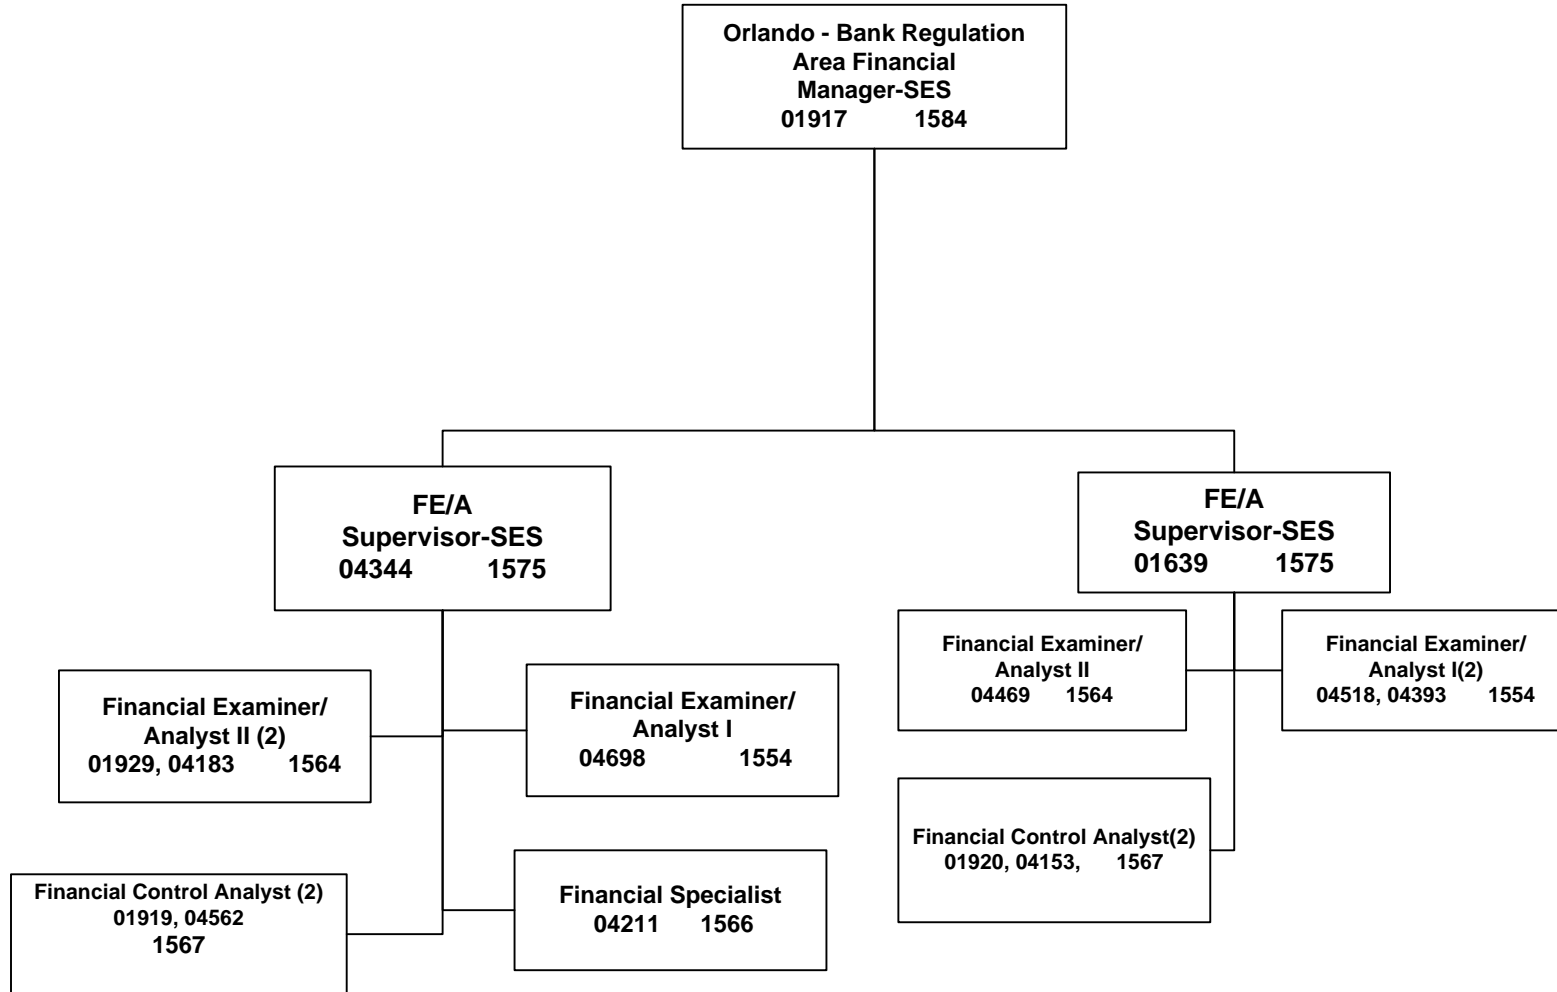 Orlando - Bank Regulation
Area Financial
Manager-SES
01917 1584
FE/A
Supervisor-SES
04344 1575
FE/A
Supervisor-SES
01639 1575
Financial Examiner/
Analyst II (2)
01929, 04183 1564
Financial Examiner/
Analyst I
04698 1554
Financial Examiner/
Analyst II
04469 1564
Financial Examiner/
Analyst I(2)
04518, 04393 1554
Financial Control Analyst (2)
01919, 04562
1567
Financial Specialist
04211 1566
Financial Control Analyst(2)
01920, 04153, 1567